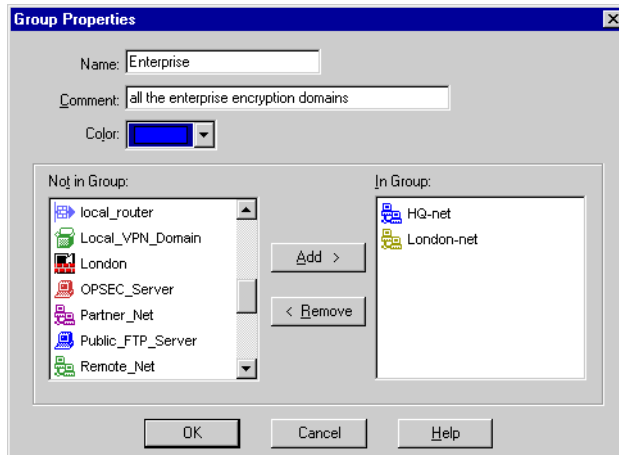 Group Properties
Name: Enterprise
Comment: all the enterprise encryption domains
Color:
Not in Group:
local_router
Local_VPN_Domain
London
OPSEC_Server
Partner_Net
Public_FTP_Server
Remote_Net
Add >
< Remove
In Group:
HQ-net
London-net
OK
Cancel
Help